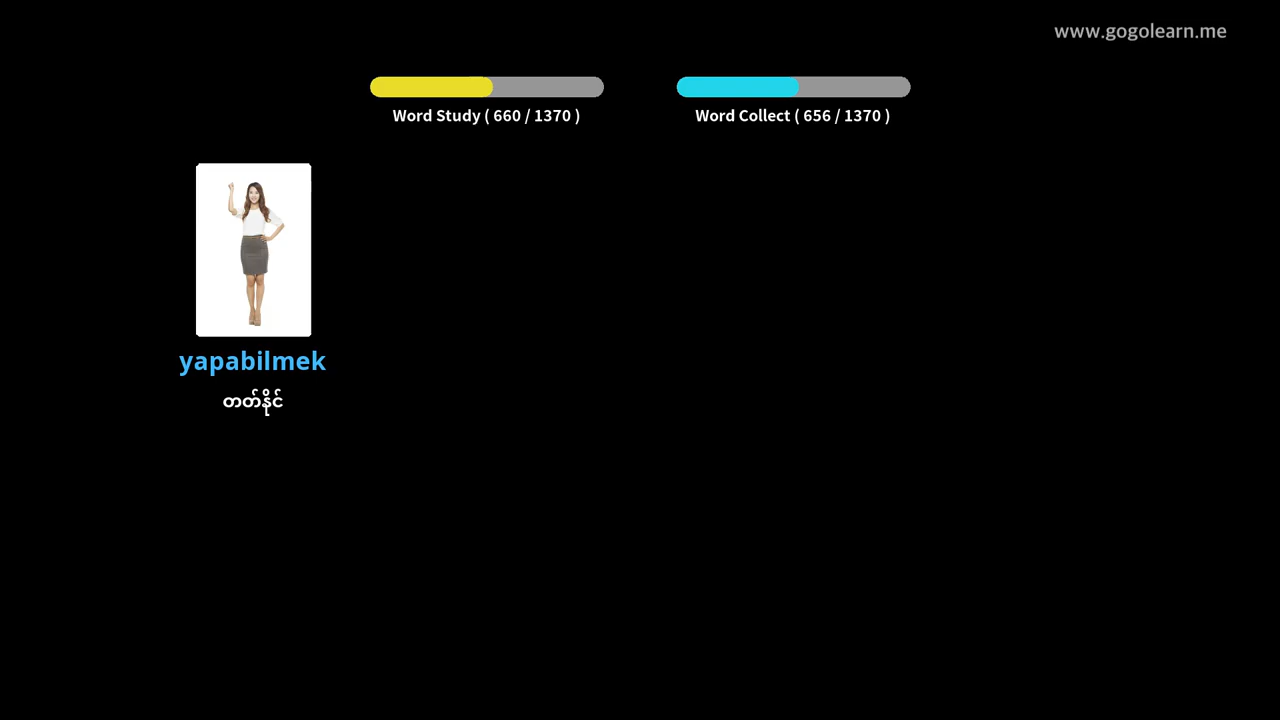 www.gogolearn.me
Word Study ( 660 / 1370 )
Word Collect ( 656 / 1370 )
yapabilmek
တတ်နိုင်